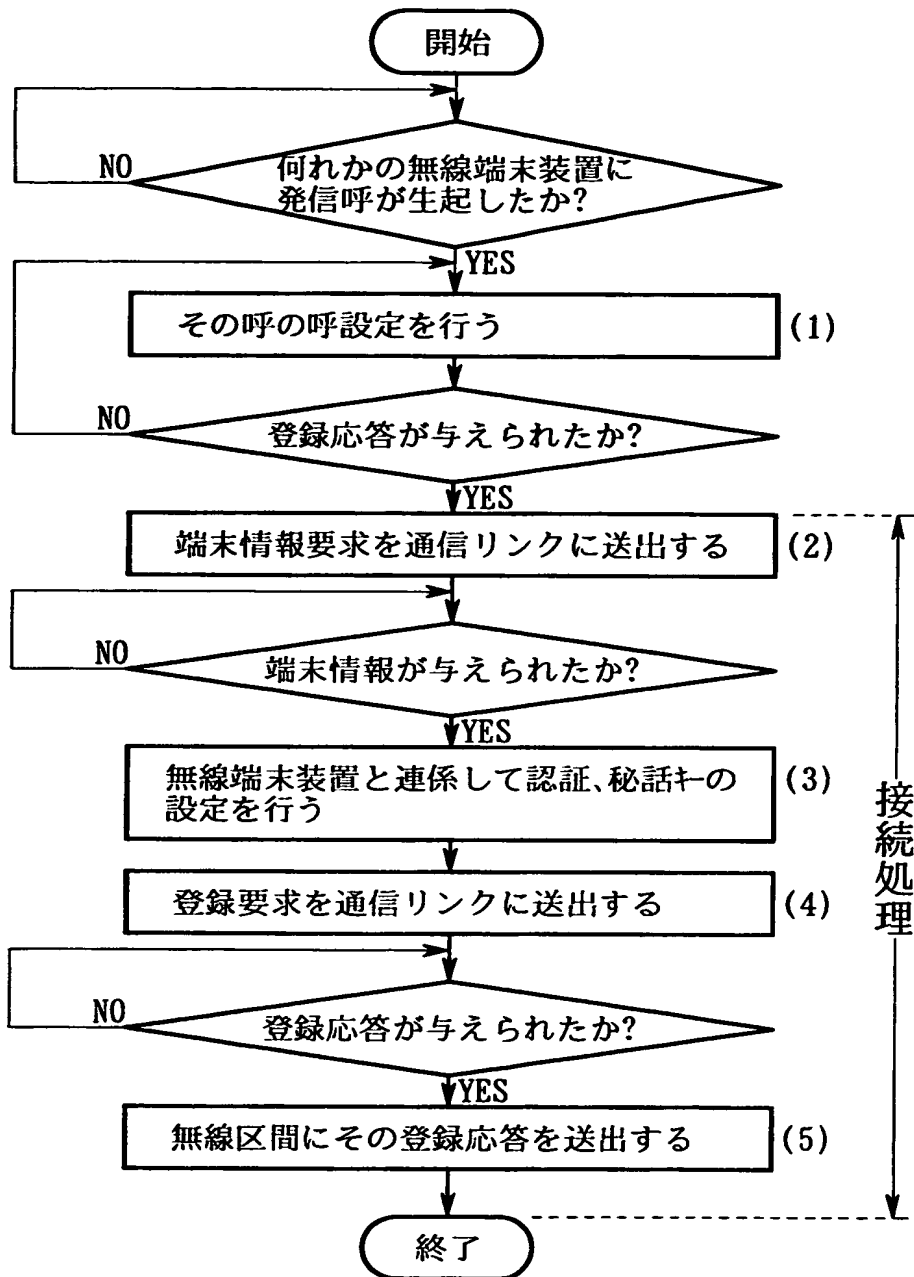 開始
NO
何れかの無線端末装置に
発信呼が生起したか?
YES
その呼の呼設定を行う
(1)
NO
登録応答が与えられたか?
YES
端末情報要求を通信リンクに送出する
(2)
NO
端末情報が与えられたか?
YES
無線端末装置と連係して認証、秘話キーの
設定を行う
(3)
接続処理
登録要求を通信リンクに送出する
(4)
NO
登録応答が与えられたか?
YES
無線区間にその登録応答を送出する
(5)
終了